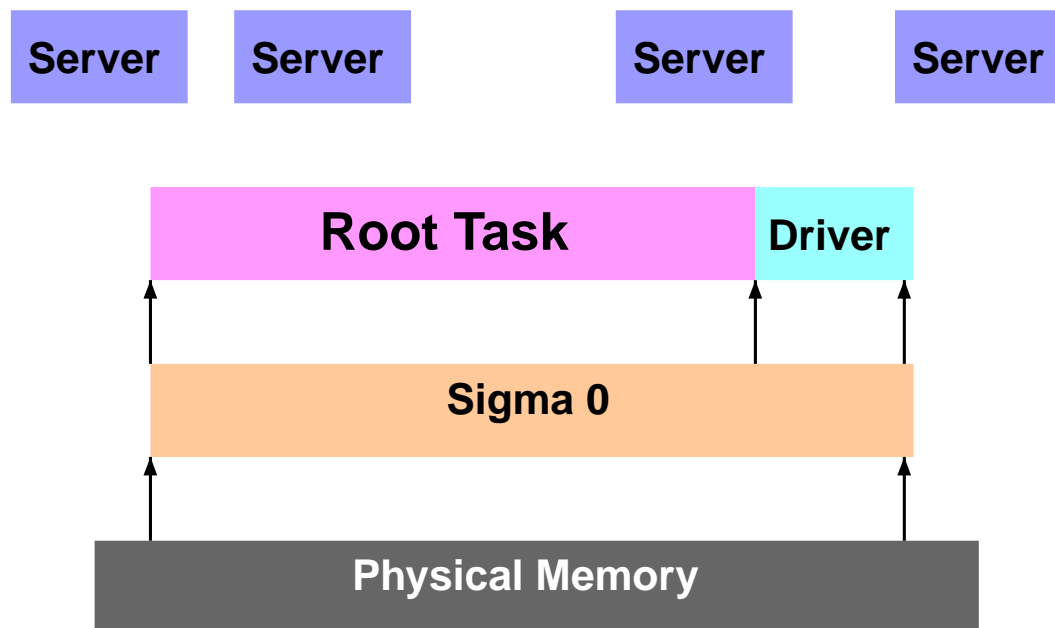 Server
Server
Server
Server
Root Task
Driver
Sigma 0
Physical Memory